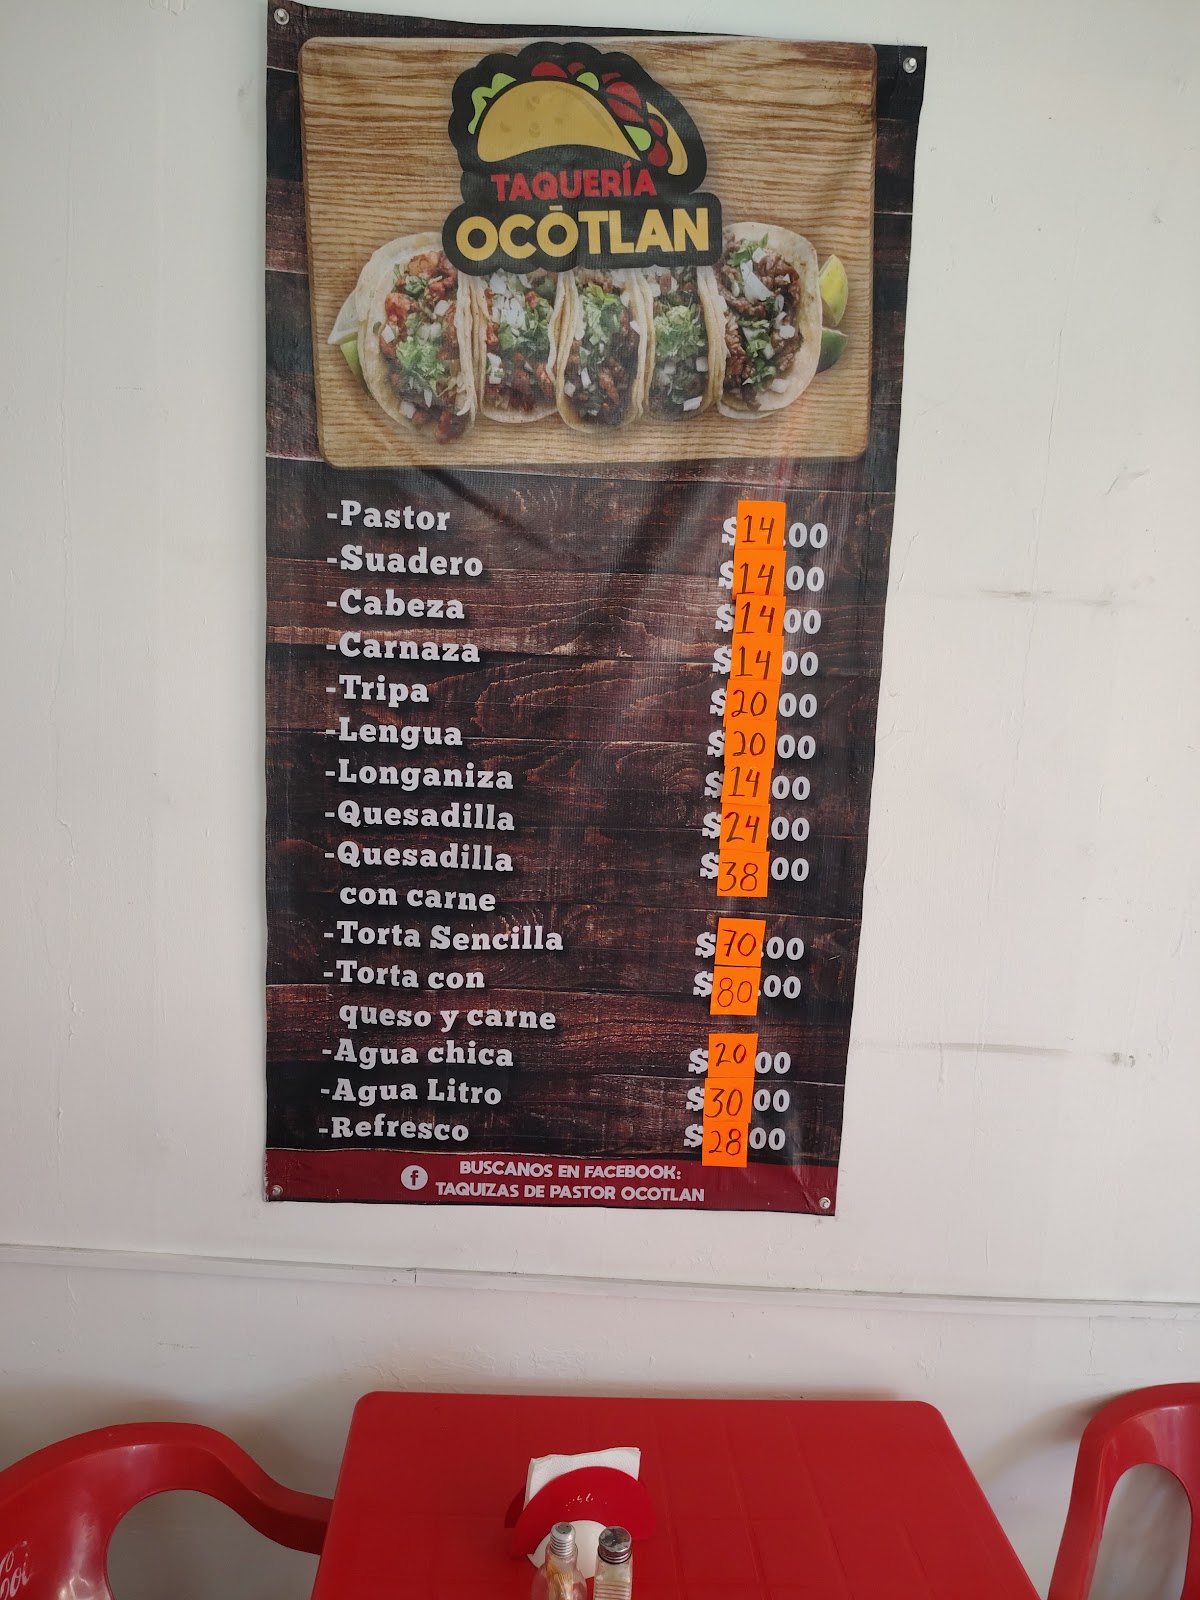 TAQUERÍA
OCŌTLAN
-Pastor $14.00
-Suadero $14.00
-Cabeza $14.00
-Carnaza $14.00
-Tripa $20.00
-Lengua $20.00
-Longaniza $14.00
-Quesadilla $24.00
-Quesadilla $38.00
con carne
-Torta Sencilla $70.00
-Torta con $80.00
queso y carne
-Agua chica $20.00
-Agua Litro $30.00
-Refresco $28.00
f BUSCANOS EN FACEBOOK:
TAQUIZAS DE PASTOR OCOTLAN